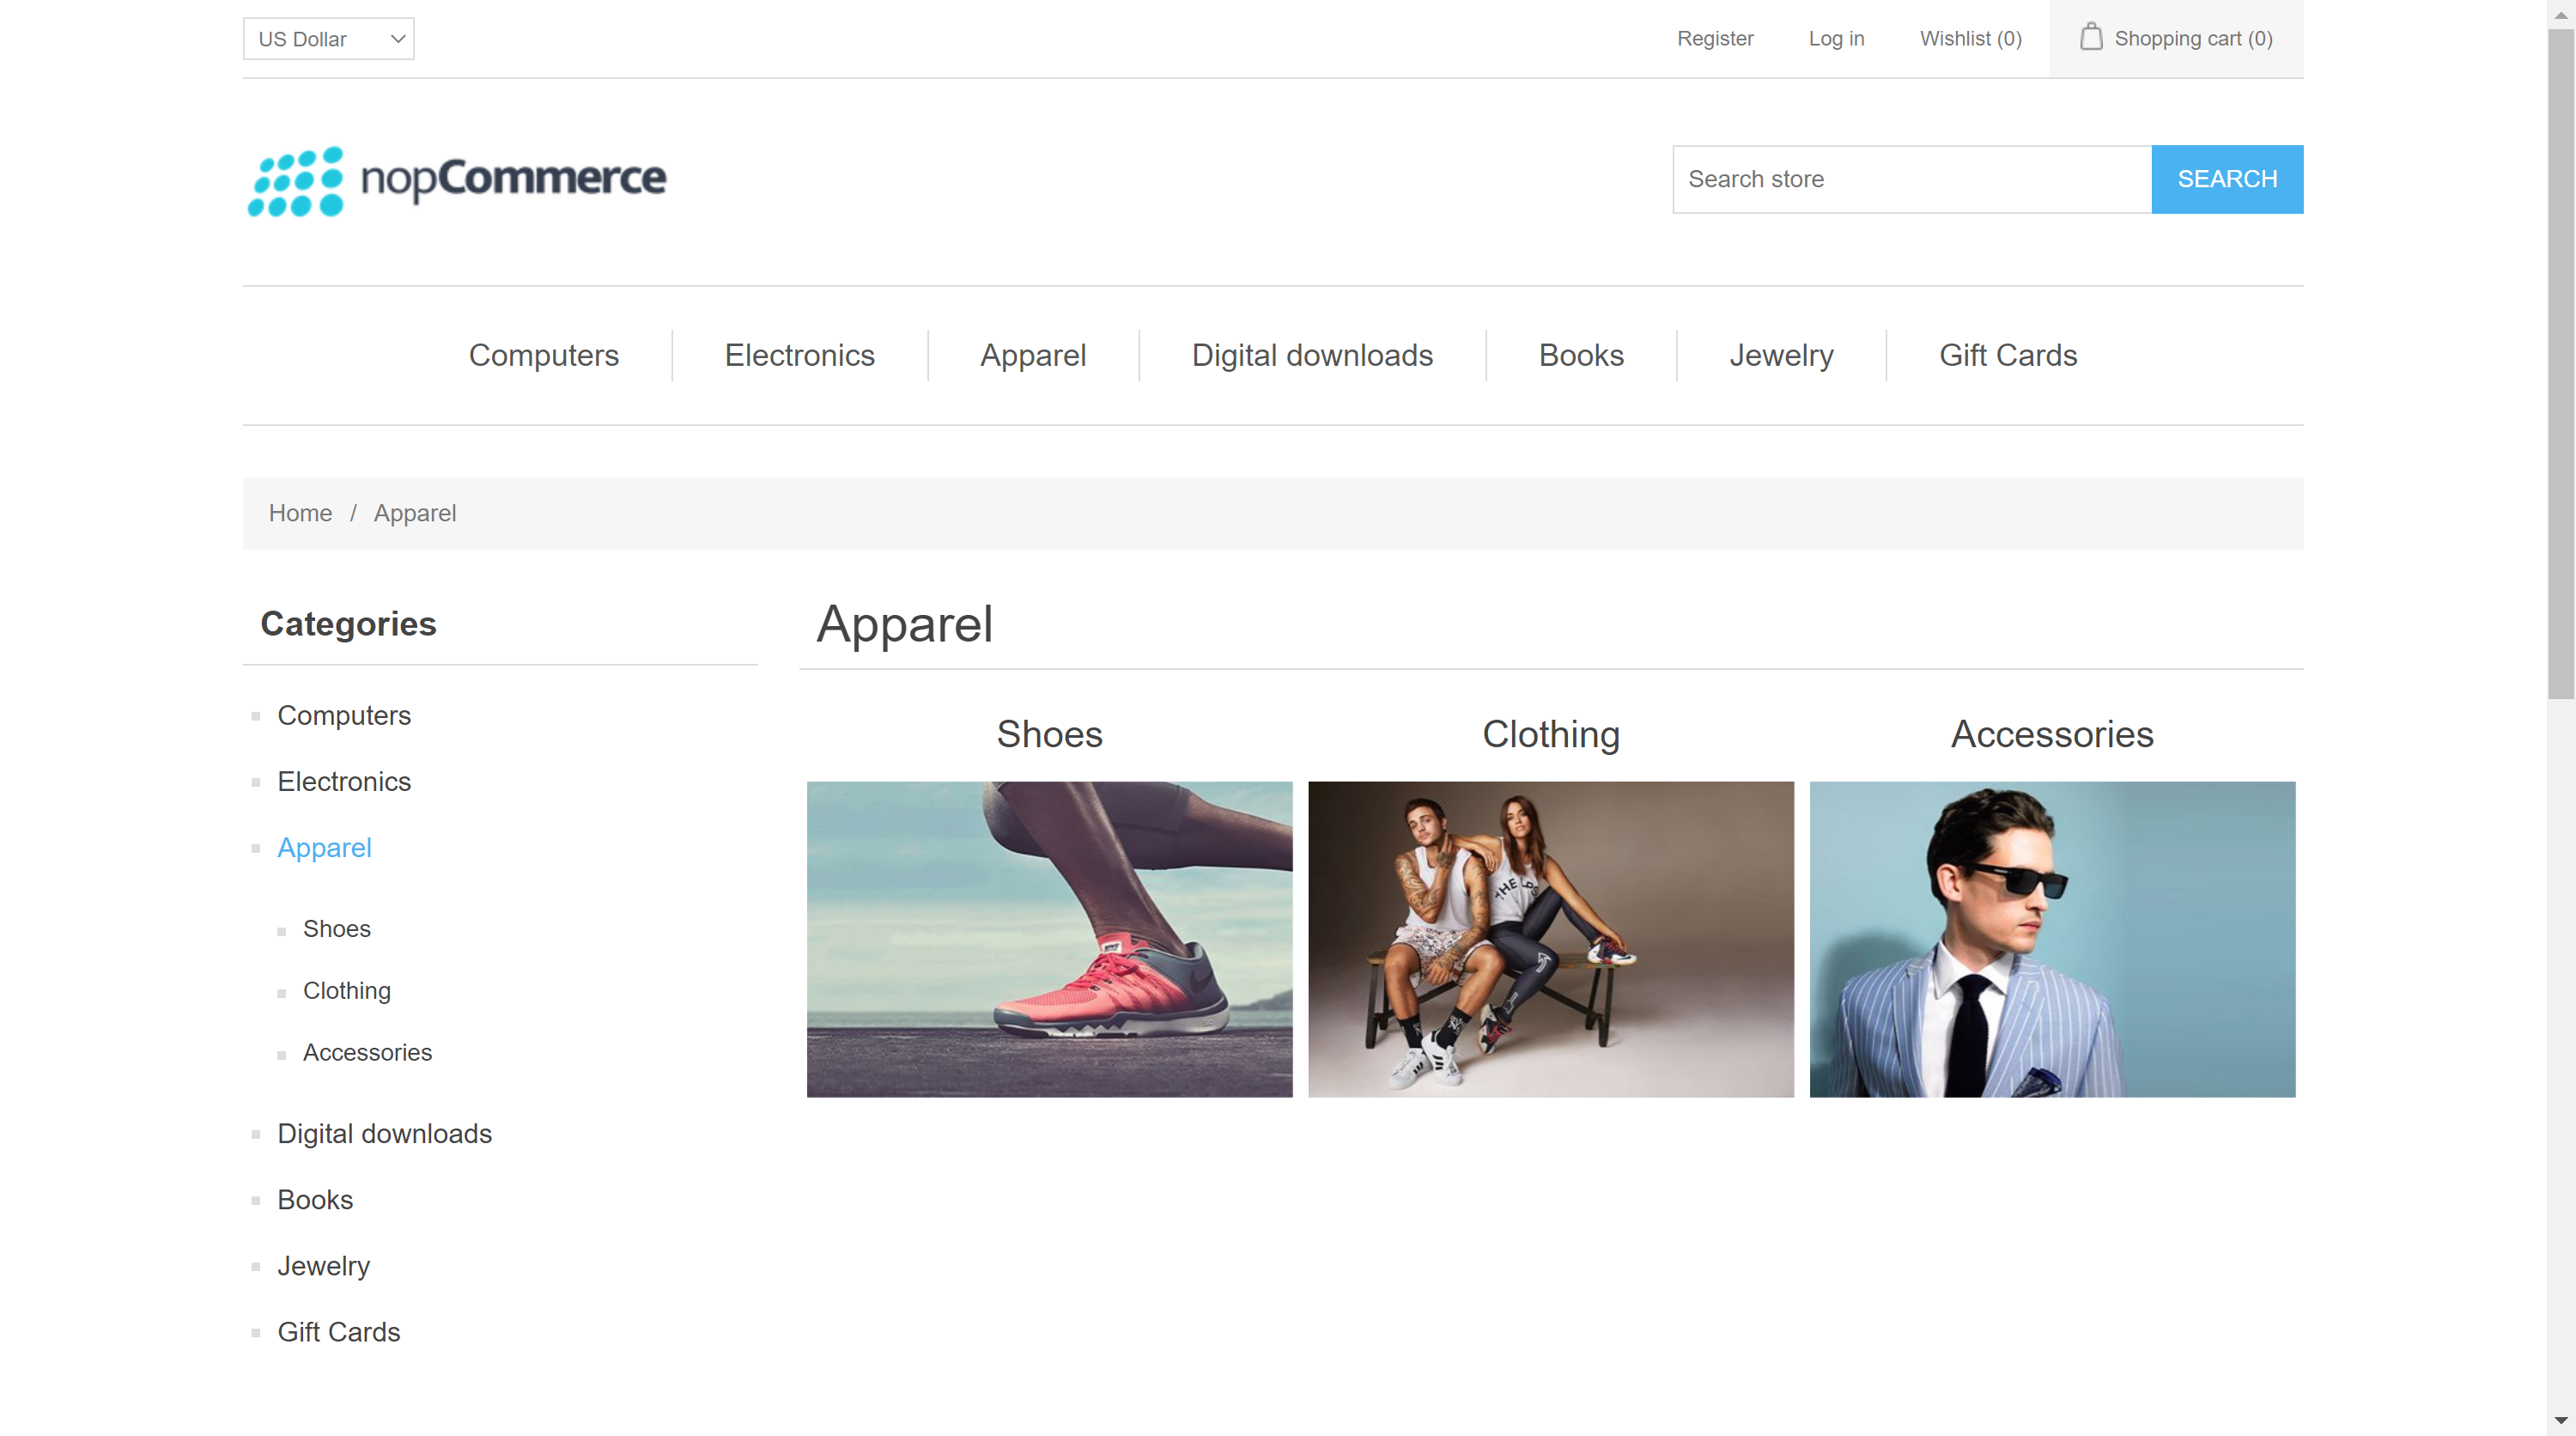 US Dollar
Register
Log in
Wishlist (0)
Shopping cart (0)
nopCommerce
Search store
SEARCH
Computers
Electronics
Apparel
Digital downloads
Books
Jewelry
Gift Cards
Home / Apparel
Categories
Computers
Electronics
Apparel
Shoes
Clothing
Accessories
Digital downloads
Books
Jewelry
Gift Cards
Apparel
Shoes
Clothing
Accessories